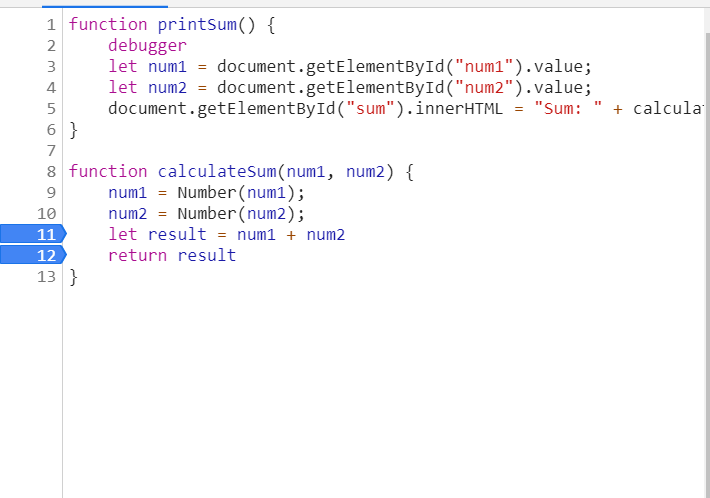 1 function printSum() {
2 debugger
3 let num1 = document.getElementById("num1").value;
4 let num2 = document.getElementById("num2").value;
5 document.getElementById("sum").innerHTML = "Sum: " + calcula
6 }
7
8 function calculateSum(num1, num2) {
9 num1 = Number(num1);
10 num2 = Number(num2);
11 let result = num1 + num2
12 return result
13 }